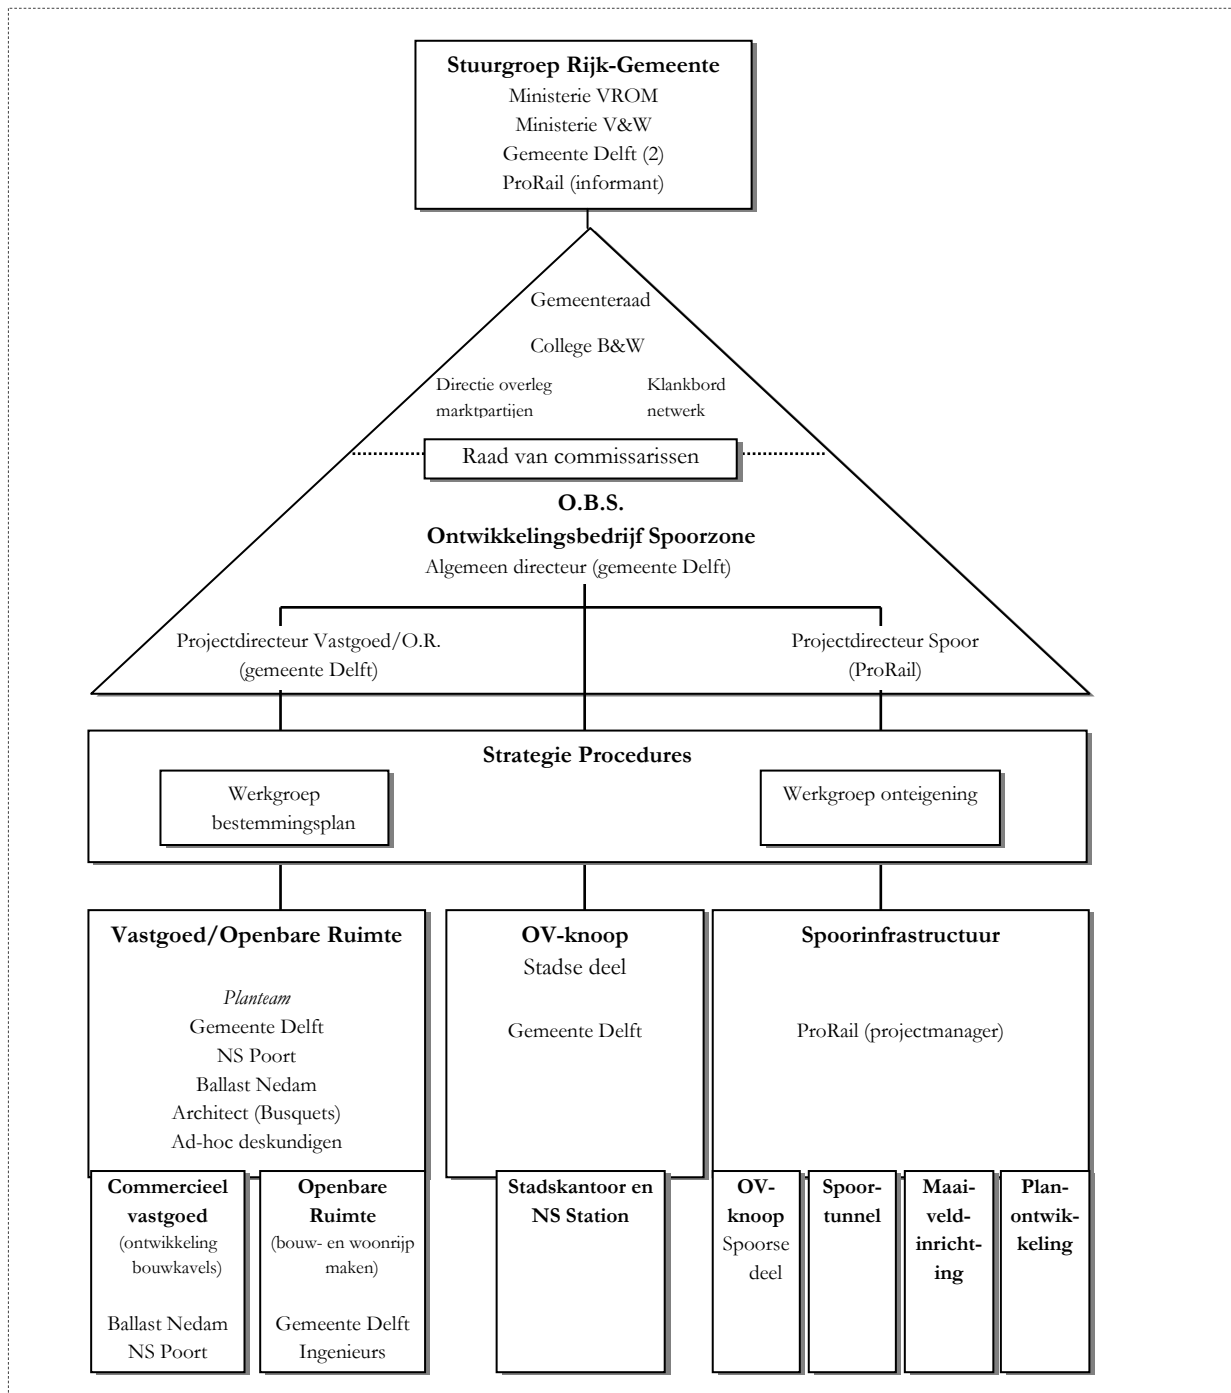 Stuurgroep Rijk-Gemeente
Ministerie VROM
Ministerie V&W
Gemeente Delft (2)
ProRail (informant)
Gemeenteraad
College B&W
Directie overleg
marktpartijen
Klankbord
netwerk
Raad van commissarissen
O.B.S.
Ontwikkelingsbedrijf Spoorzone
Algemeen directeur (gemeente Delft)
Projectdirecteur Vastgoed/O.R.
(gemeente Delft)
Projectdirecteur Spoor
(ProRail)
Strategie Procedures
Werkgroep
bestemmingsplan
Werkgroep onteigening
Vastgoed/Openbare Ruimte
Planteam
Gemeente Delft
NS Poort
Ballast Nedam
Architect (Busquets)
Ad-hoc deskundigen
OV-knoop
Stadse deel
Gemeente Delft
Spoorinfrastructuur
ProRail (projectmanager)
Commercieel
vastgoed
(ontwikkeling
bouwkavels)
Ballast Nedam
NS Poort
Openbare
Ruimte
(bouw- en woonrijp
maken)
Gemeente Delft
Ingenieurs
Stadskantoor en
NS Station
OV-
knoop
Spoorse
deel
Spoor-
tunnel
Maai-
veld-
inricht-
ing
Plan-
ontwik-
keling